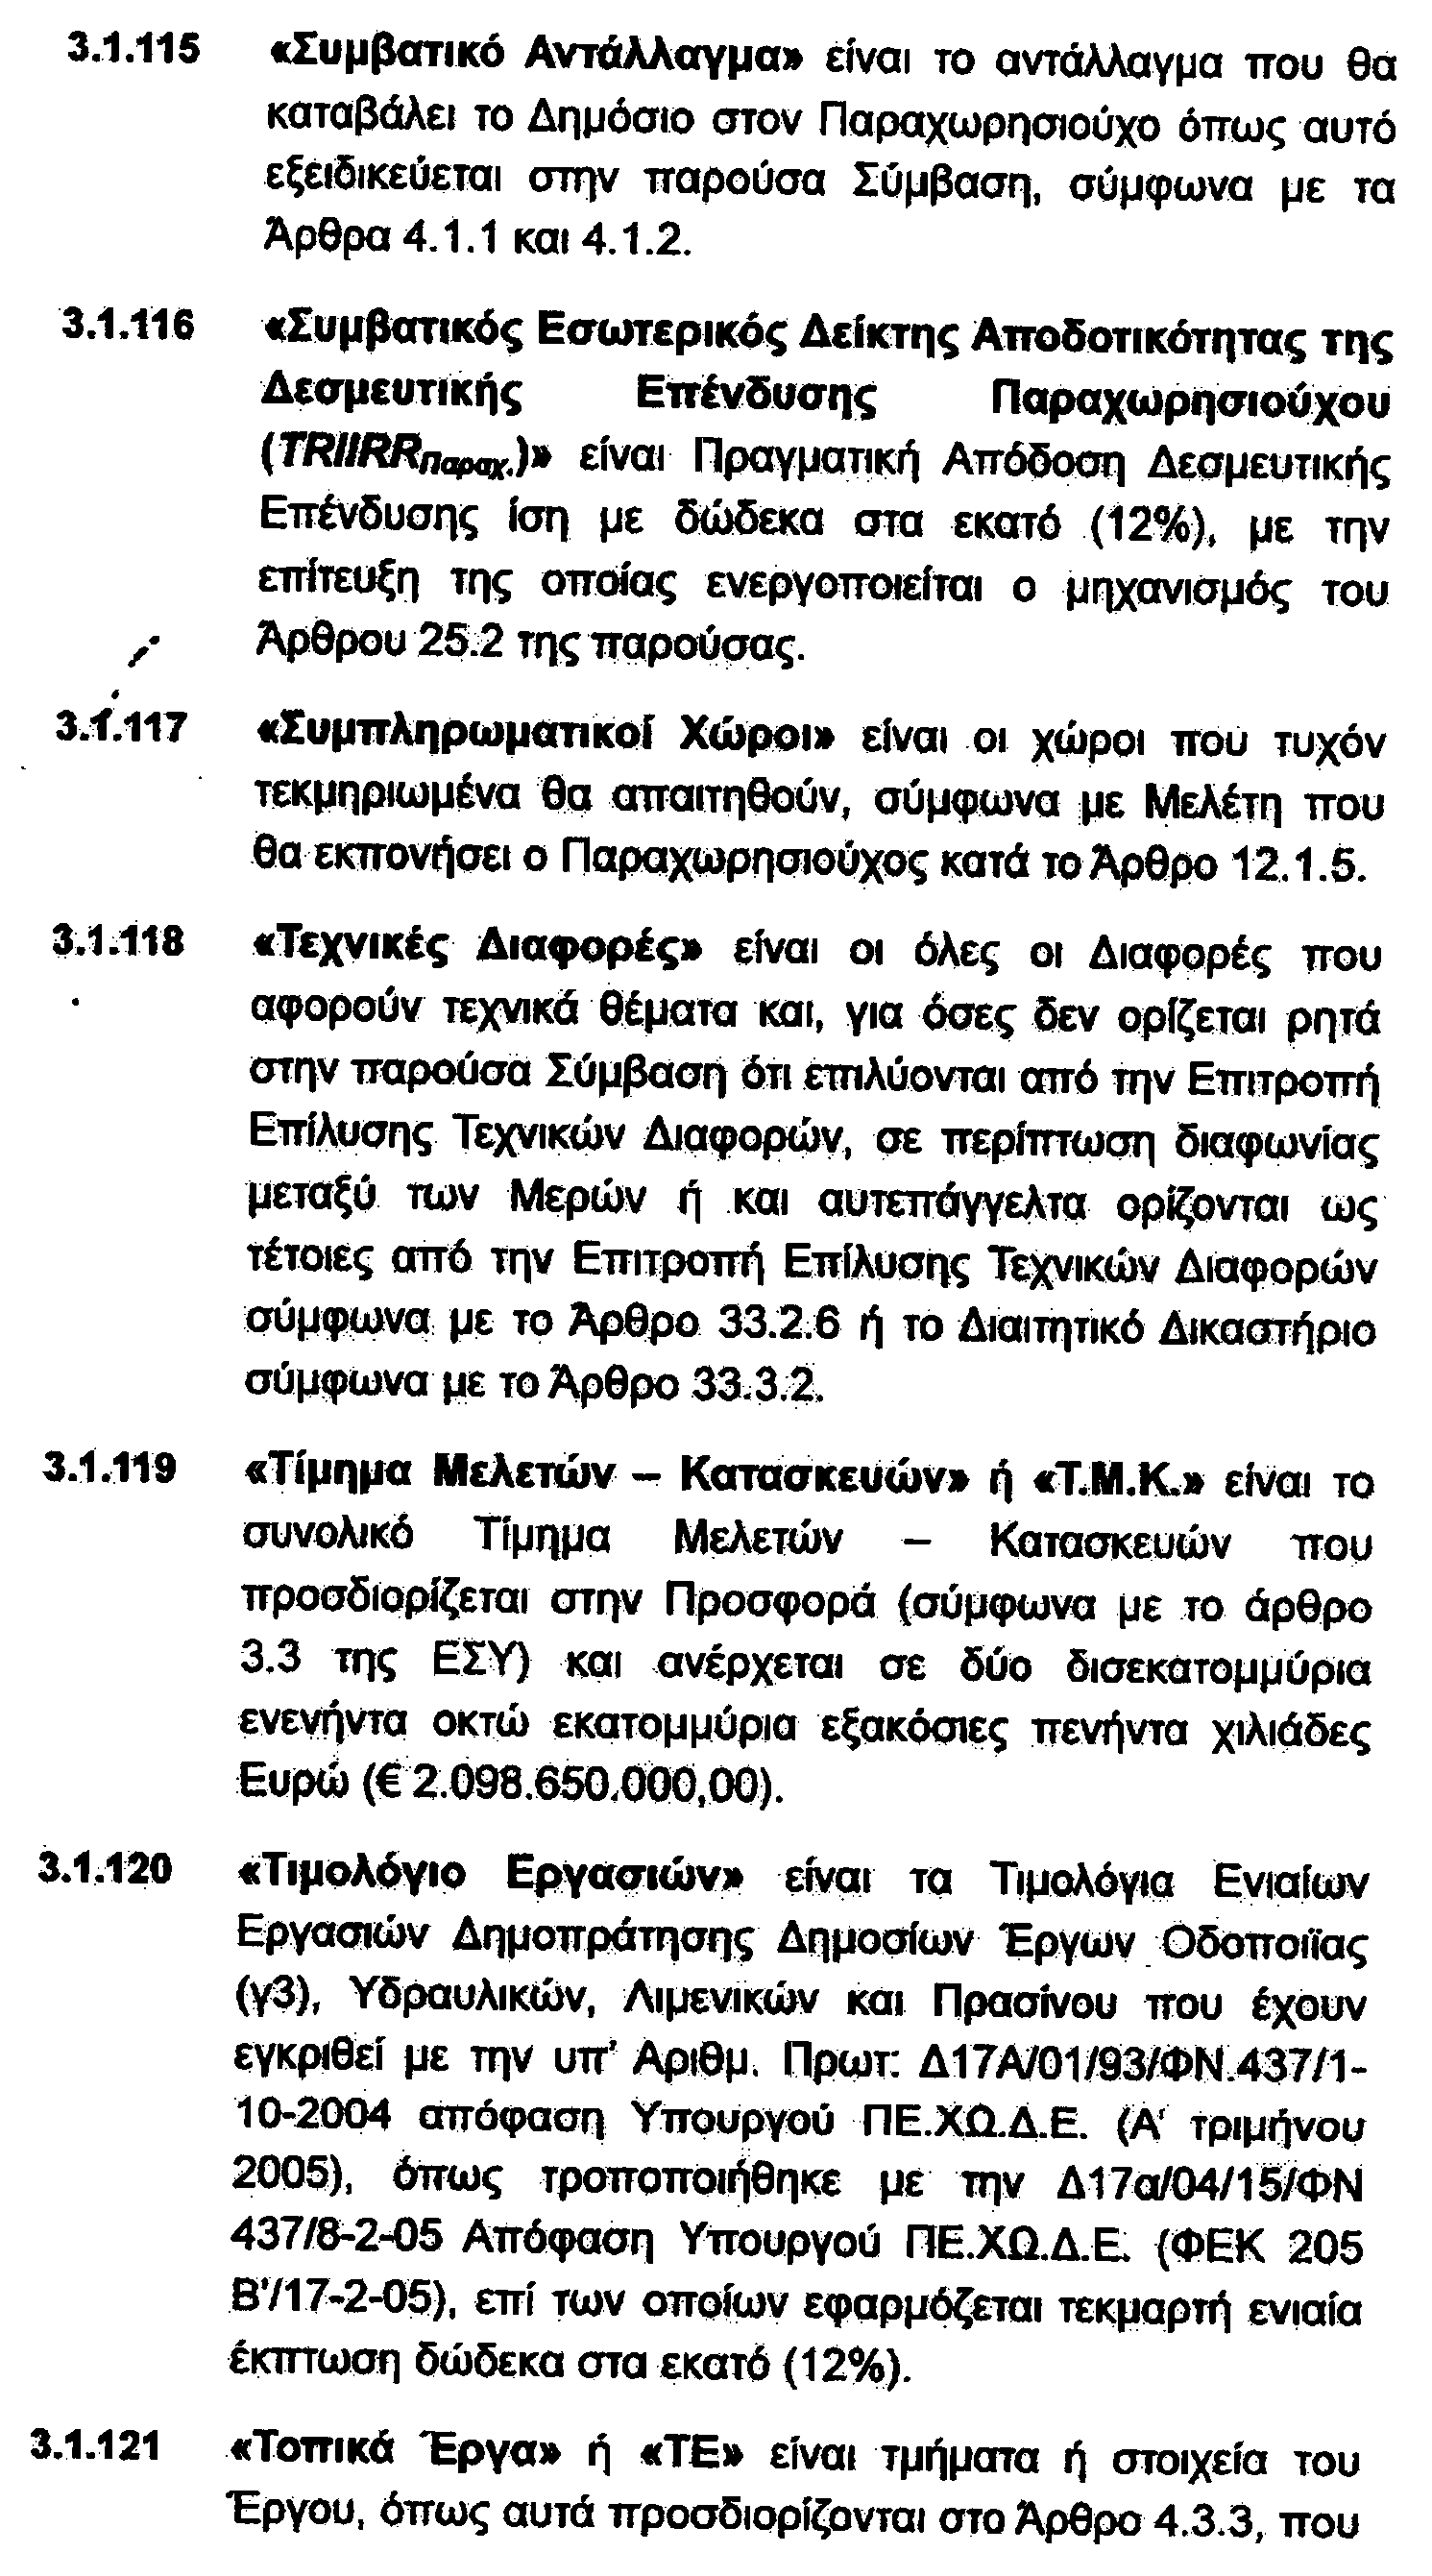 3.1.115 «Συμβατικό Αντάλλαγμα» είναι το αντάλλαγμα που θα
καταβάλει το Δημόσιο στον Παραχωρησιούχο όπως αυτό
εξειδικεύεται στην παρούσα Σύμβαση, σύμφωνα με τα
Άρθρα 4.1.1 και 4.1.2.
3.1.116 «Συμβατικός Εσωτερικός Δείκτης Αποδοτικότητας της
Δεσμευτικής Επένδυσης Παραχωρησιούχου
(TRIIRRΠαραχ.)» είναι Πραγματική Απόδοση Δεσμευτικής
Επένδυσης ίση με δώδεκα στα εκατό (12%), με την
επίτευξη της οποίας ενεργοποιείται ο μηχανισμός του
Άρθρου 25.2 της παρούσας.
3.1.117 «Συμπληρωματικοί Χώροι» είναι οι χώροι που τυχόν
τεκμηριωμένα θα απαιτηθούν, σύμφωνα με Μελέτη που
θα εκπονήσει ο Παραχωρησιούχος κατά το Άρθρο 12.1.5.
3.1.118 «Τεχνικές Διαφορές» είναι οι όλες οι Διαφορές που
αφορούν τεχνικά θέματα και, για όσες δεν ορίζεται ρητά
στην παρούσα Σύμβαση ότι επιλύονται από την Επιτροπή
Επίλυσης Τεχνικών Διαφορών, σε περίπτωση διαφωνίας
μεταξύ των Μερών ή και αυτεπάγγελτα ορίζονται ως
τέτοιες από την Επιτροπή Επίλυσης Τεχνικών Διαφορών
σύμφωνα με το Άρθρο 33.2.6 ή το Διαιτητικό Δικαστήριο
σύμφωνα με το Άρθρο 33.3.2.
3.1.119 «Τίμημα Μελετών – Κατασκευών» ή «Τ.Μ.Κ.» είναι το
συνολικό Τίμημα Μελετών – Κατασκευών που
προσδιορίζεται στην Προσφορά (σύμφωνα με το άρθρο
3.3 της ΕΣΥ) και ανέρχεται σε δύο δισεκατομμύρια
ενενήντα οκτώ εκατομμύρια εξακόσιες πενήντα χιλιάδες
Ευρώ (€ 2.098.650.000,00).
3.1.120 «Τιμολόγιο Εργασιών» είναι τα Τιμολόγια Ενιαίων
Εργασιών Δημοπράτησης Δημοσίων Έργων Οδοποιΐας
(γ3), Υδραυλικών, Λιμενικών και Πρασίνου που έχουν
εγκριθεί με την υπ' Αριθμ. Πρωτ: Δ17Α/01/93/ΦΝ.437/1-
10-2004 απόφαση Υπουργού ΠΕ.ΧΩ.Δ.Ε. (Α' τριμήνου
2005), όπως τροποποιήθηκε με την Δ17α/04/15/ΦΝ
437/8-2-05 Απόφαση Υπουργού ΠΕ.ΧΩ.Δ.Ε. (ΦΕΚ 205
Β'/17-2-05), επί των οποίων εφαρμόζεται τεκμαρτή ενιαία
έκπτωση δώδεκα στα εκατό (12%).
3.1.121 «Τοπικά Έργα» ή «ΤΕ» είναι τμήματα ή στοιχεία του
Έργου, όπως αυτά προσδιορίζονται στο Άρθρο 4.3.3, που